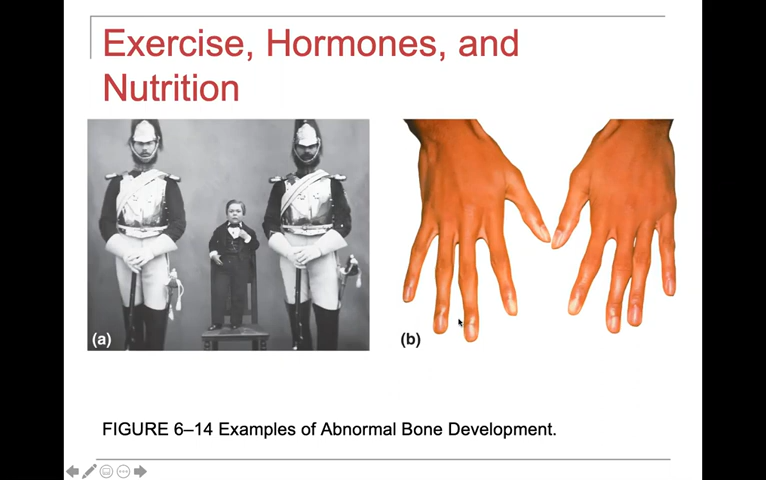 Exercise, Hormones, and
Nutrition
(a)
(b)
FIGURE 6–14 Examples of Abnormal Bone Development.